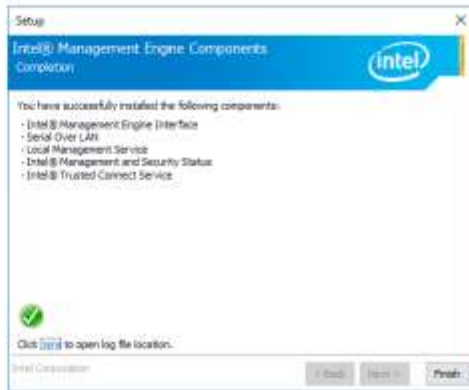 Setup
Intel® Management Engine Components
Completion
intel
You have successfully installed the following components:
- Intel® Management Engine Interface
- Serial Over LAN
- Local Management Service
- Intel® Management and Security Status
- Intel® Trusted Connect Service
Click here to open log file location.
Intel Corporation
< Back Next > Finish